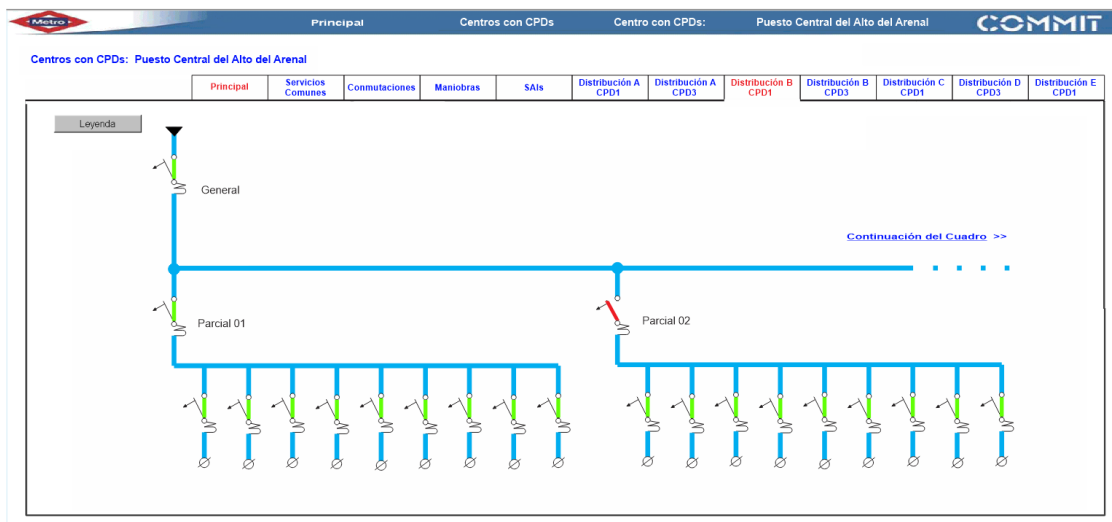 Metro
Principal
Centros con CPDs
Centro con CPDs:
Puesto Central del Alto del Arenal
COMMIT
Centros con CPDs: Puesto Central del Alto del Arenal
Principal
Servicios
Comunes
Conmutaciones
Maniobras
SAIs
Distribución A
CPD1
Distribución A
CPD3
Distribución B
CPD1
Distribución B
CPD3
Distribución C
CPD1
Distribución D
CPD3
Distribución E
CPD1
Leyenda
General
Continuación del Cuadro >>
Parcial 01
Parcial 02